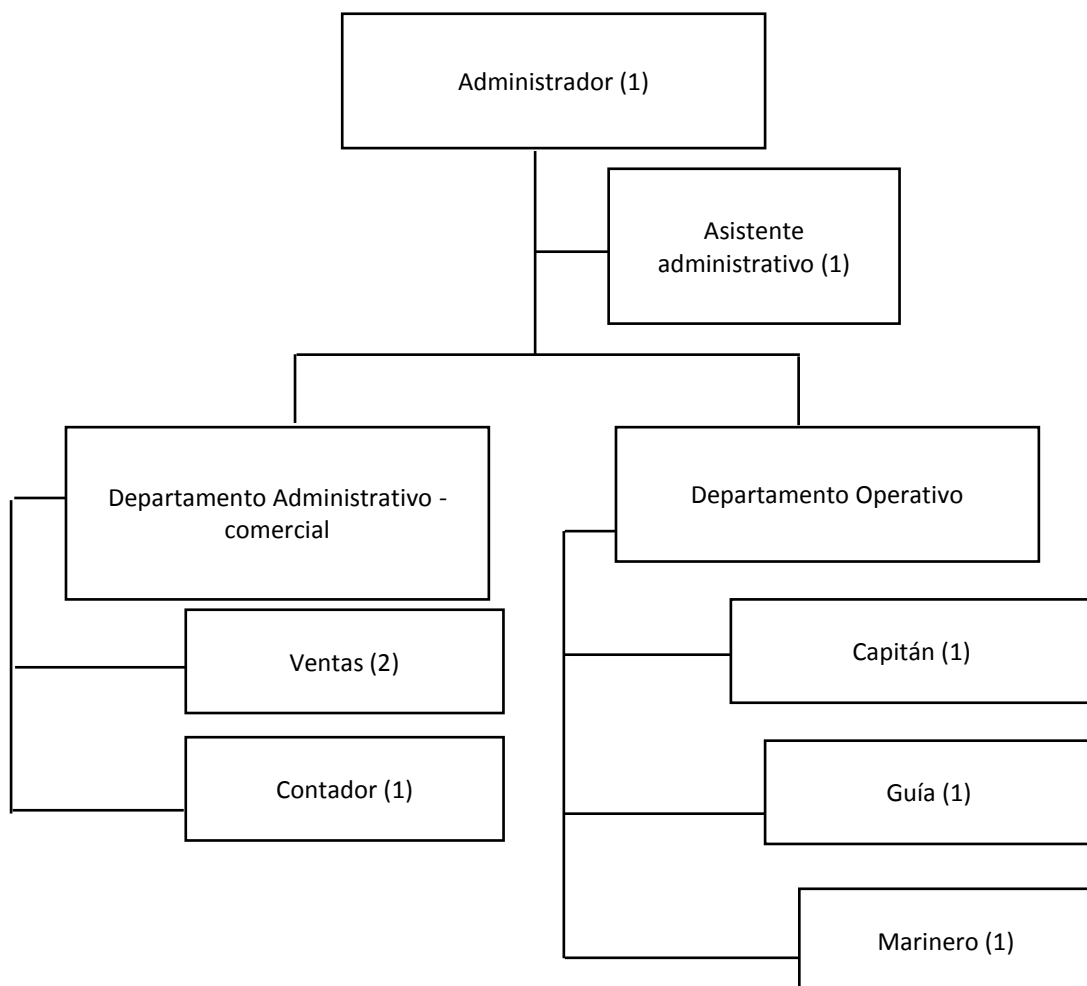 Administrador (1)
Asistente
administrativo (1)
Departamento Administrativo -
comercial
Departamento Operativo
Ventas (2)
Capitán (1)
Contador (1)
Guía (1)
Marinero (1)